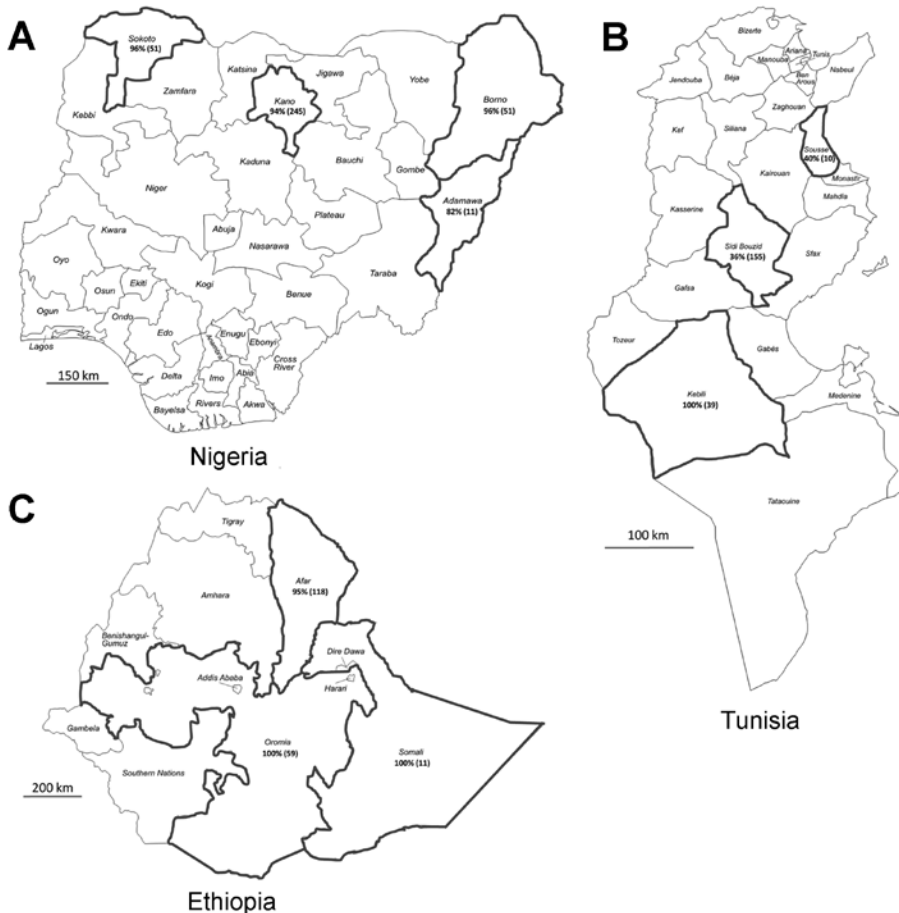 A
Sokoto
96% (51)
Katsina
Jigawa
Yobe
Borno
96% (51)
Zamfara
Kano
94% (245)
Kebbi
Kaduna
Bauchi
Gombe
Adamawa
82% (11)
Niger
Plateau
Kwara
Abuja
Nasarawa
Taraba
Oyo
Osun
Ekiti
Kogi
Benue
Ogun
Ondo
Edo
Enugu
Ebonyi
Anambra
Cross
River
Lagos
Delta
Imo
Abia
Bayelsa
Rivers
Akwa
150 km
Nigeria
B
Bizerte
Ariana
Tunis
Manouba
Jendouba
Béja
Ben
Arous
Nabeul
Zaghouan
Kef
Siliana
Sousse
40% (10)
Kairouan
Monastir
Mahdia
Kasserine
Sidi Bouzid
36% (155)
Sfax
Gafsa
Tozeur
Gabés
Kebili
100% (39)
Medenine
Tataouine
100 km
Tunisia
C
Tigray
Afar
95% (118)
Amhara
Benishangul-
Gumuz
Dire Dawa
Addis Ababa
Harari
Gambela
Oromia
100% (59)
Somali
100% (11)
Southern Nations
200 km
Ethiopia